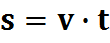 s = v · t